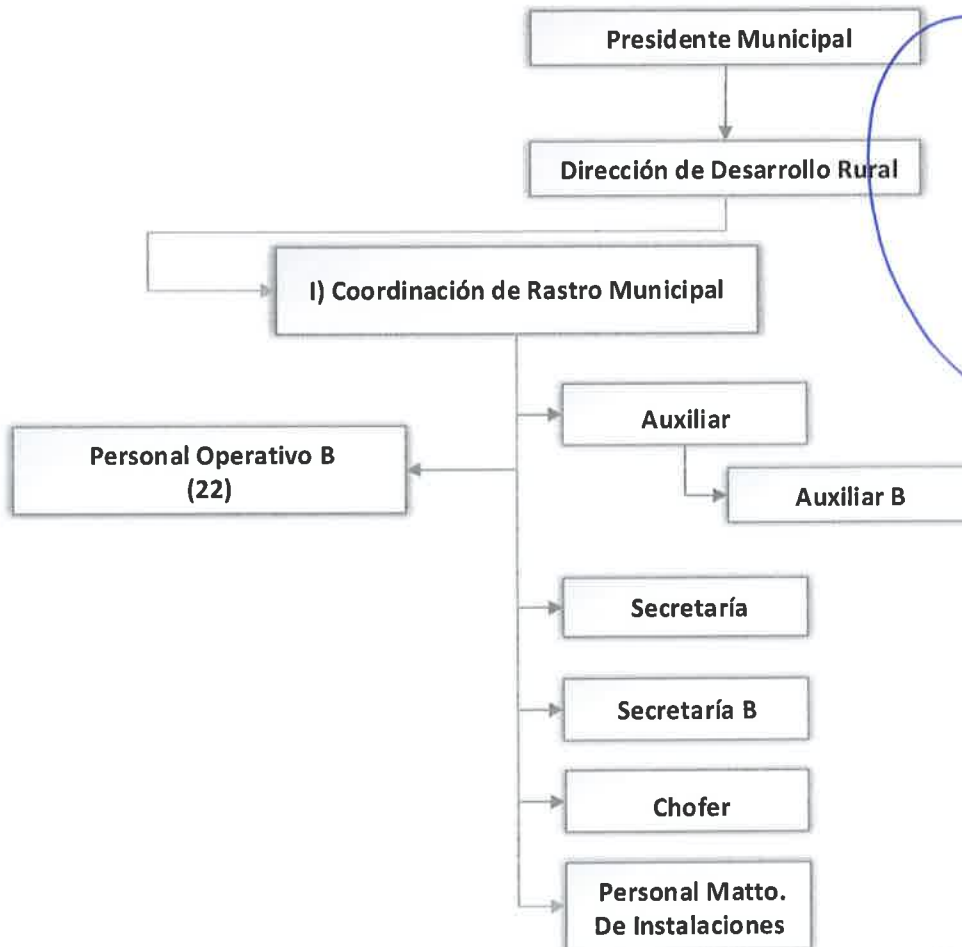 Presidente Municipal
Dirección de Desarrollo Rural
I) Coordinación de Rastro Municipal
Auxiliar
Personal Operativo B
(22)
Auxiliar B
Secretaría
Secretaría B
Chofer
Personal Matto.
De Instalaciones